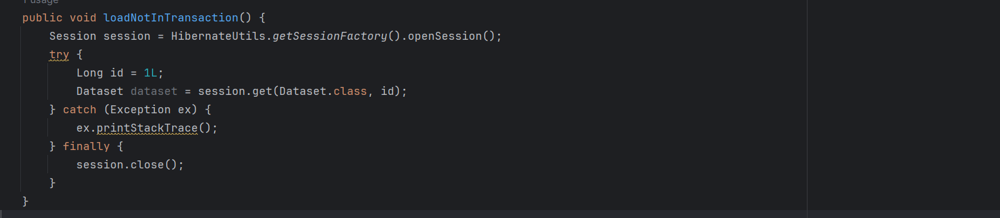 1 usage
public void loadNotInTransaction() {
    Session session = HibernateUtils.getSessionFactory().openSession();
    try {
        Long id = 1L;
        Dataset dataset = session.get(Dataset.class, id);
    } catch (Exception ex) {
        ex.printStackTrace();
    } finally {
        session.close();
    }
}